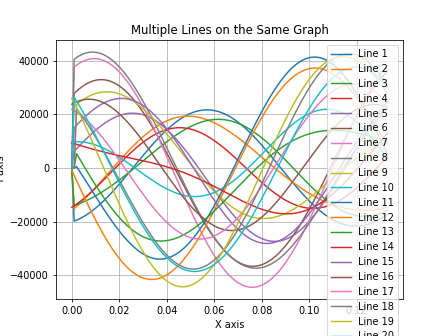 Multiple Lines on the Same Graph
40000
20000
0
−20000
−40000
axis
0.00
0.02
0.04
0.06
0.08
0.10
X axis
Line 1
Line 2
Line 3
Line 4
Line 5
Line 6
Line 7
Line 8
Line 9
Line 10
Line 11
Line 12
Line 13
Line 14
Line 15
Line 16
Line 17
Line 18
Line 19
Line 20